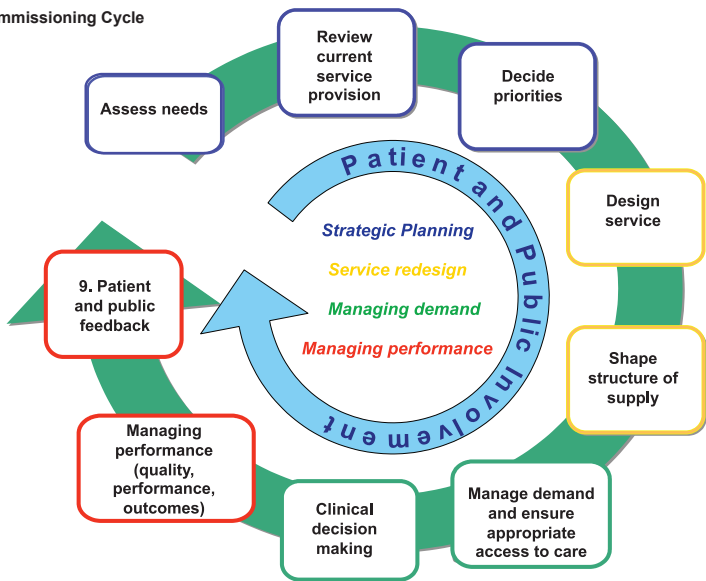 mmissioning Cycle
Assess needs
Review
current
service
provision
Decide
priorities
Design
service
Shape
structure of
supply
Manage demand
and ensure
appropriate
access to care
Clinical
decision
making
Managing
performance
(quality,
performance,
outcomes)
9. Patient
and public
feedback
Patient and Public Involvement
Strategic Planning
Service redesign
Managing demand
Managing performance